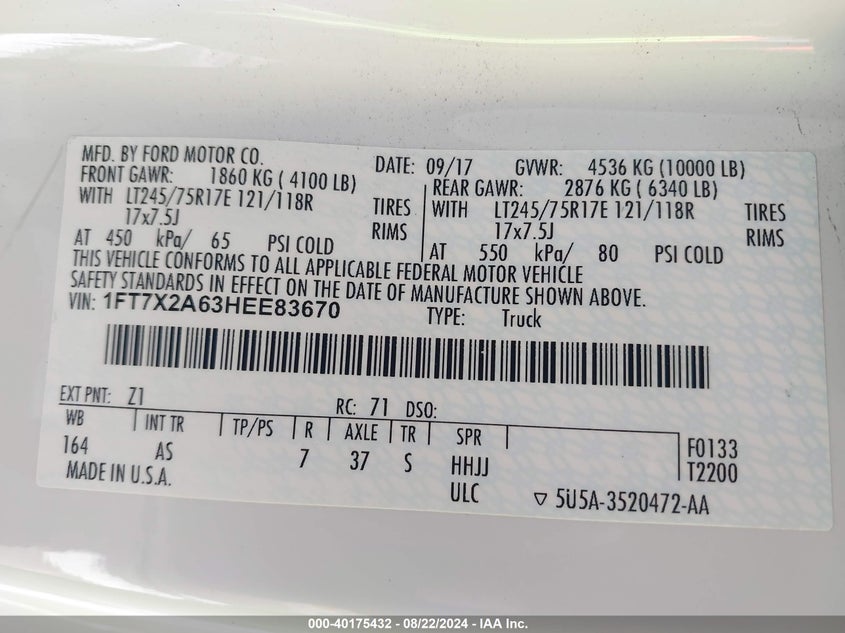 MFD. BY FORD MOTOR CO. DATE: 09/17 GVWR: 4536 KG (10000 LB)
FRONT GAWR: 1860 KG ( 4100 LB) REAR GAWR: 2876 KG ( 6340 LB)
WITH LT245/75R17E 121/118R TIRES WITH LT245/75R17E 121/118R TIRES
17x7.5J RIMS 17x7.5J RIMS
AT 450 kPa/ 65 PSI COLD AT 550 kPa/ 80 PSI COLD
THIS VEHICLE CONFORMS TO ALL APPLICABLE FEDERAL MOTOR VEHICLE
SAFETY STANDARDS IN EFFECT ON THE DATE OF MANUFACTURE SHOWN ABOVE.
VIN: 1FT7X2A63HEE83670 TYPE: Truck
EXT PNT: Z1 RC: 71 DSO:
WB INT TR TP/PS R AXLE TR SPR F0133
164 AS 7 37 S HHJJ T2200
MADE IN U.S.A. ULC ▽ 5U5A-3520472-AA
000-40175432 - 08/22/2024 - IAA Inc.